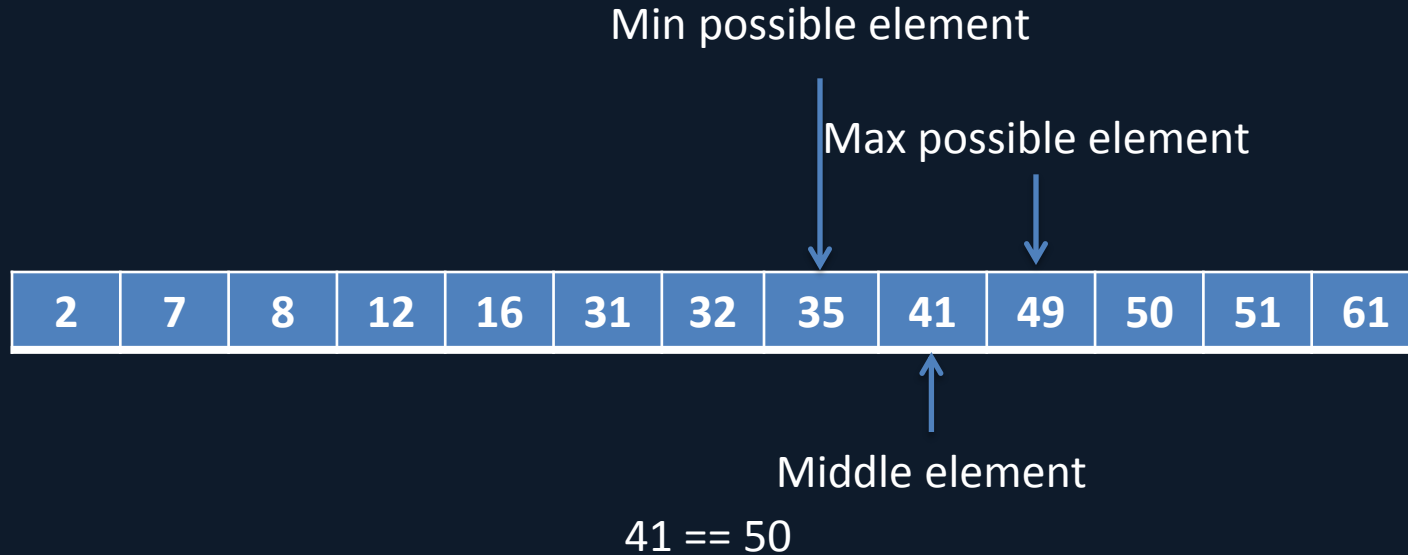 Min possible element
Max possible element
2 7 8 12 16 31 32 35 41 49 50 51 61
Middle element
41 == 50